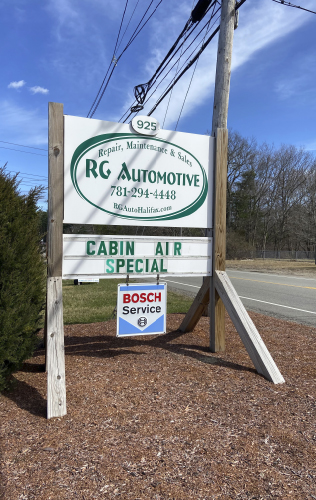 925
Repair, Maintenance & Sales
RG AUTOMOTIVE
781-294-4448
RGAutoHalifax.com
CABIN AIR
SPECIAL
BOSCH
Service